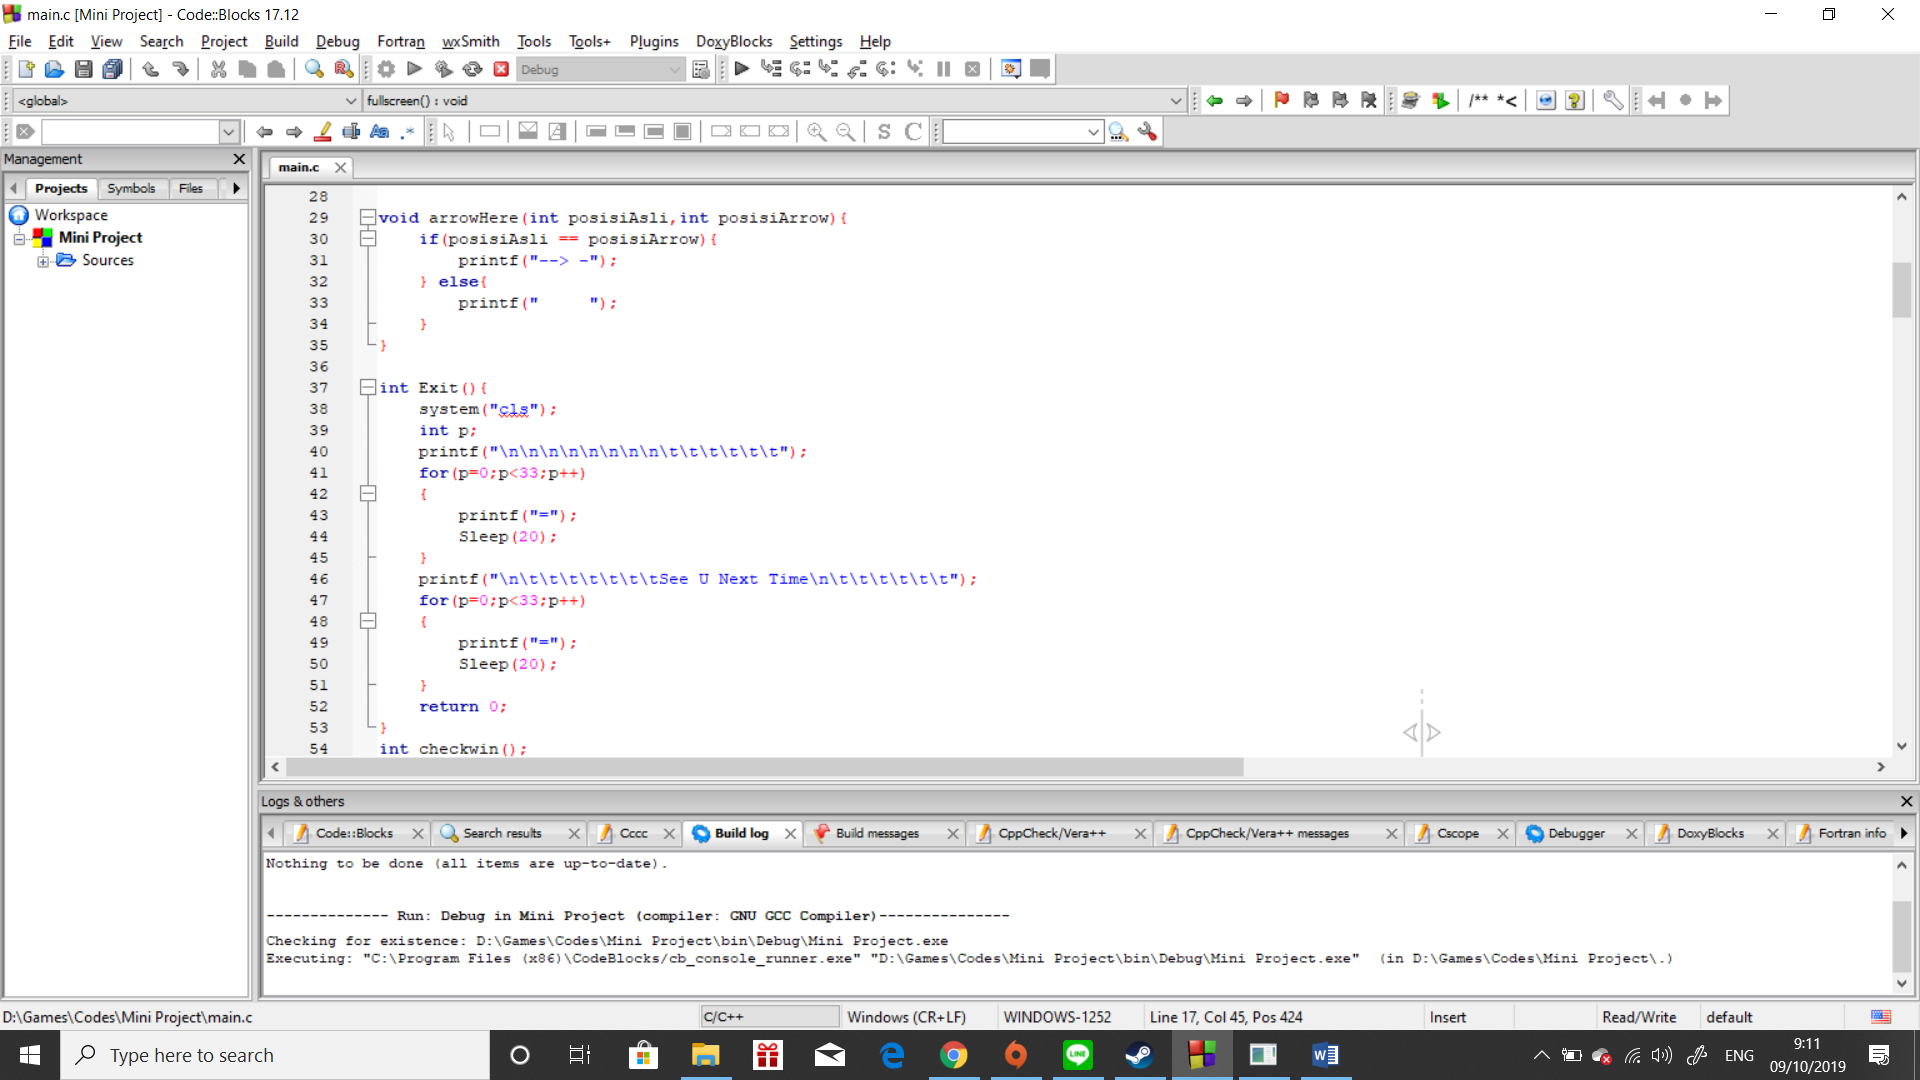 main.c [Mini Project] - Code::Blocks 17.12
File Edit View Search Project Build Debug Fortran wxSmith Tools Tools+ Plugins DoxyBlocks Settings Help
Debug
<global> fullscreen() : void
/** *<
Aa .* S C
Management
main.c
Projects Symbols Files
Workspace
Mini Project
Sources
28
29 void arrowHere(int posisiAsli,int posisiArrow){
30 if(posisiAsli == posisiArrow){
31 printf("--> -");
32 } else{
33 printf("     ");
34 }
35 }
36
37 int Exit(){
38 system("cls");
39 int p;
40 printf("\n\n\n\n\n\n\n\n\t\t\t\t\t\t");
41 for(p=0;p<33;p++)
42 {
43 printf("=");
44 Sleep(20);
45 }
46 printf("\n\t\t\t\t\t\t\tSee U Next Time\n\t\t\t\t\t\t");
47 for(p=0;p<33;p++)
48 {
49 printf("=");
50 Sleep(20);
51 }
52 return 0;
53 }
54 int checkwin();
Logs & others
Code::Blocks Search results Cccc Build log Build messages CppCheck/Vera++ CppCheck/Vera++ messages Cscope Debugger DoxyBlocks Fortran info
Nothing to be done (all items are up-to-date).
-------------- Run: Debug in Mini Project (compiler: GNU GCC Compiler)---------------
Checking for existence: D:\Games\Codes\Mini Project\bin\Debug\Mini Project.exe
Executing: "C:\Program Files (x86)\CodeBlocks/cb_console_runner.exe" "D:\Games\Codes\Mini Project\bin\Debug\Mini Project.exe"  (in D:\Games\Codes\Mini Project\.)
D:\Games\Codes\Mini Project\main.c C/C++ Windows (CR+LF) WINDOWS-1252 Line 17, Col 45, Pos 424 Insert Read/Write default
Type here to search
LINE
ENG
9:11
09/10/2019